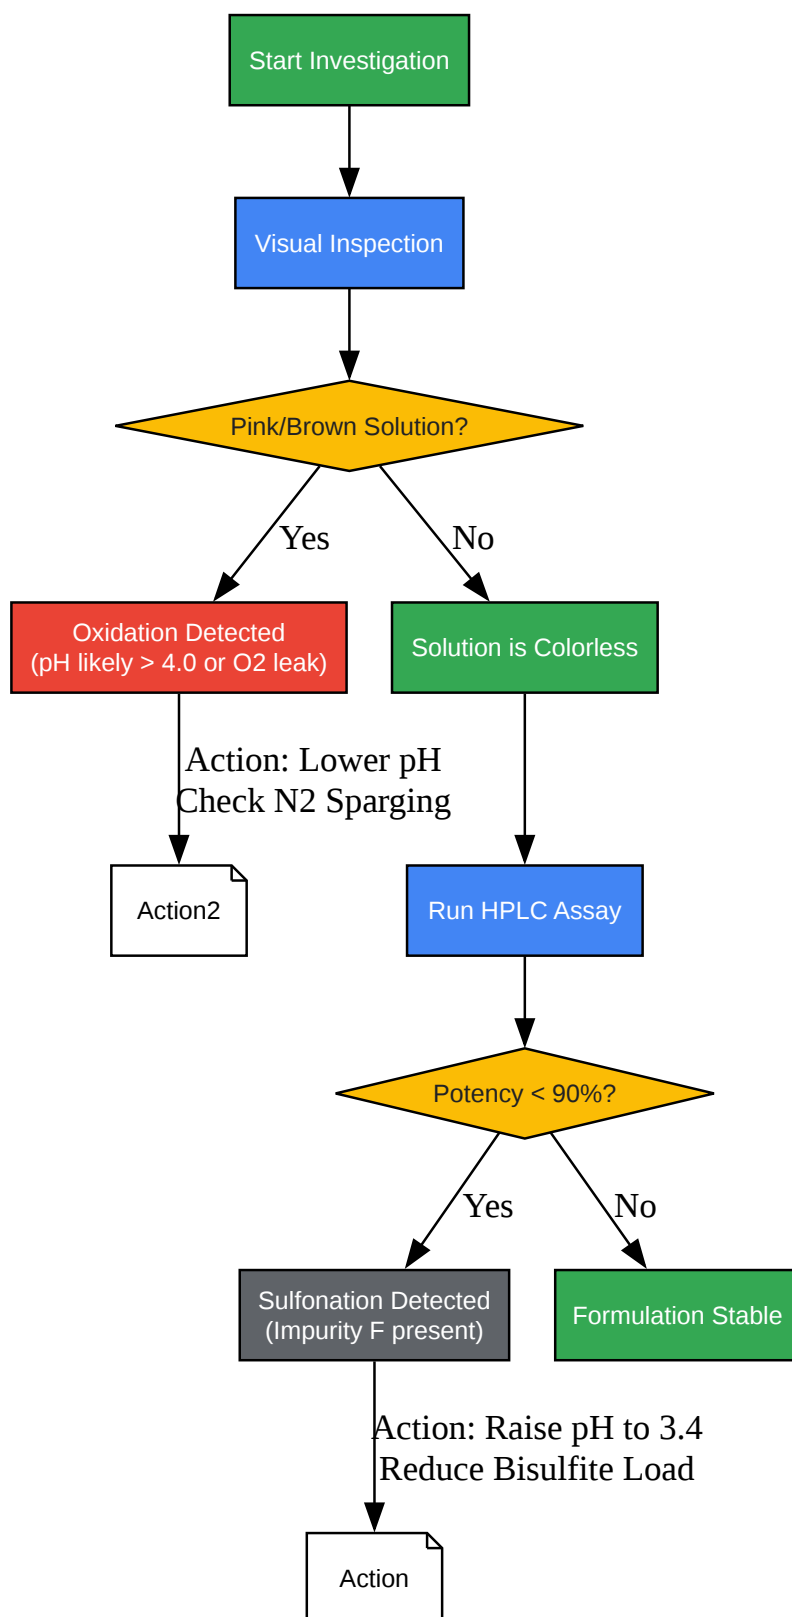 Start Investigation
Visual Inspection
Pink/Brown Solution?
Yes
No
Oxidation Detected
(pH likely > 4.0 or O2 leak)
Solution is Colorless
Action: Lower pH
Check N2 Sparging
Action2
Run HPLC Assay
Potency < 90%?
Yes
No
Sulfonation Detected
(Impurity F present)
Formulation Stable
Action: Raise pH to 3.4
Reduce Bisulfite Load
Action